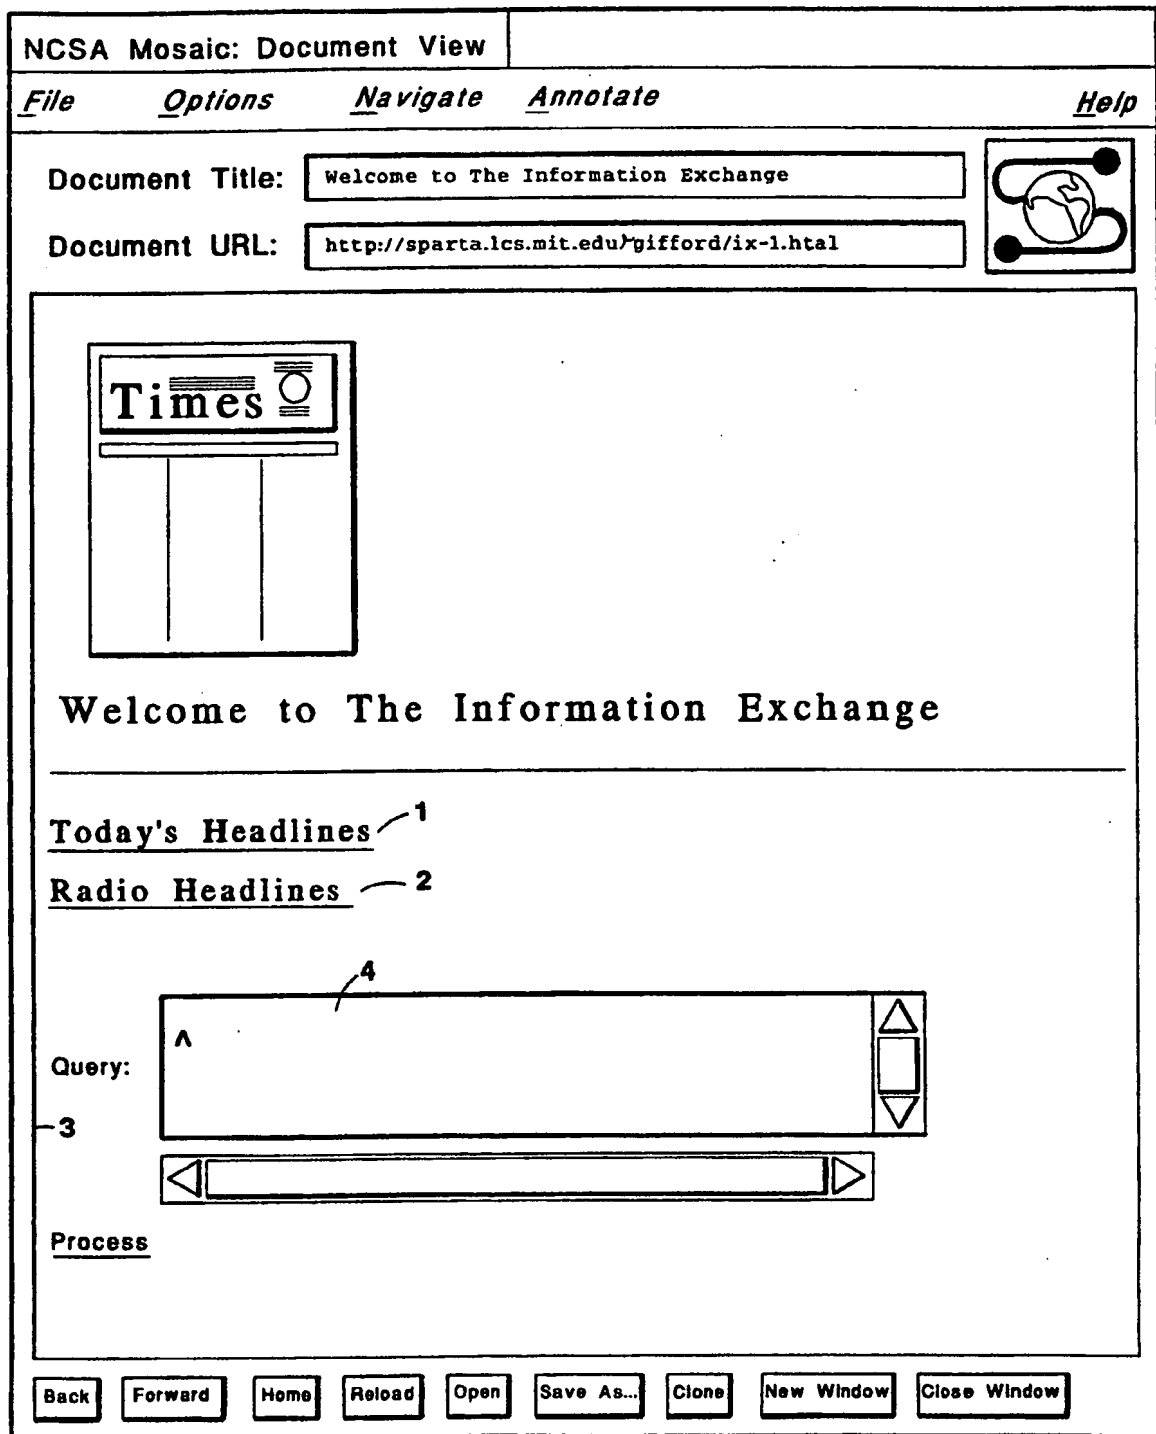 NCSA Mosaic: Document View
File Options Navigate Annotate Help
Document Title: Welcome to The Information Exchange
Document URL: http://sparta.lcs.mit.edu/~gifford/ix-1.htal
Times
Welcome to The Information Exchange
Today's Headlines 1
Radio Headlines 2
4
^
Query:
3
Process
Back Forward Home Reload Open Save As... Clone New Window Close Window